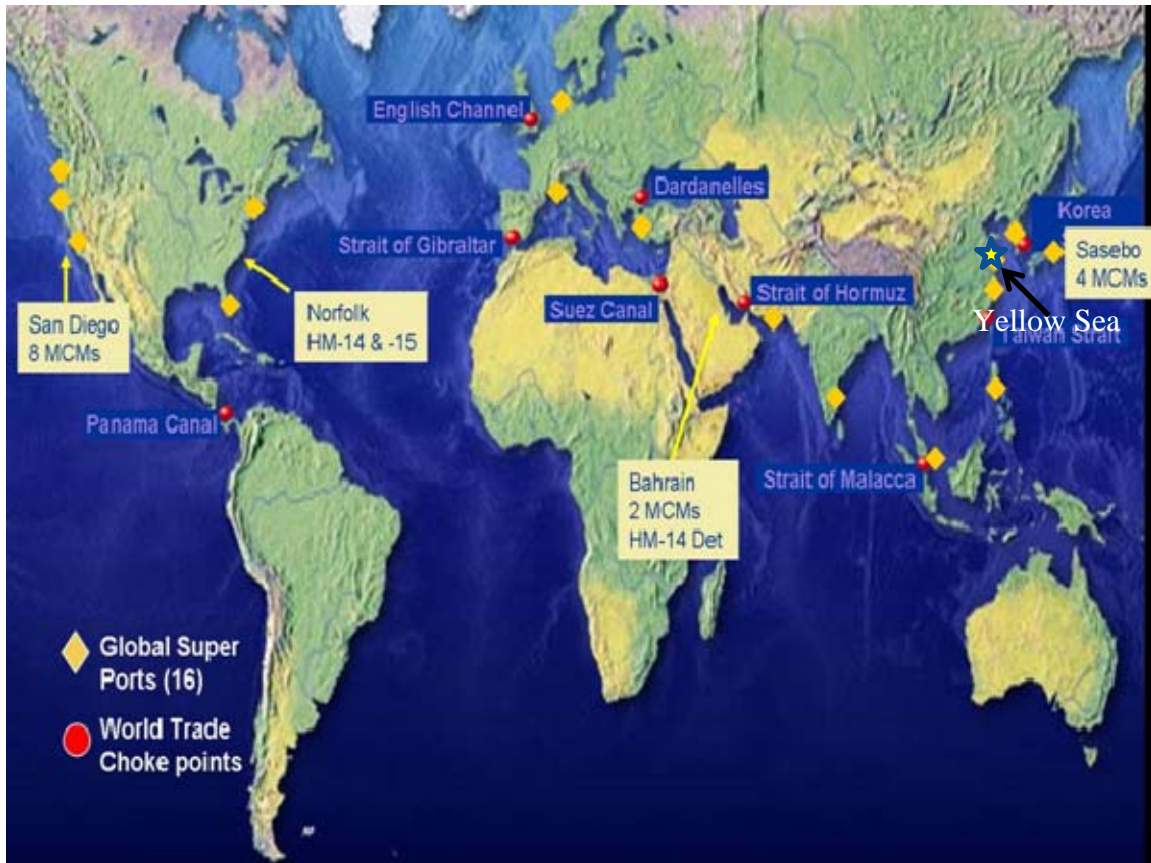 English Channel
Dardanelles
Korea
Strait of Gibraltar
Sasebo
4 MCMs
Suez Canal
Strait of Hormuz
San Diego
8 MCMs
Norfolk
HM-14 & -15
Yellow Sea
Taiwan Strait
Panama Canal
Bahrain
2 MCMs
HM-14 Det
Strait of Malacca
Global Super
Ports (16)
World Trade
Choke points